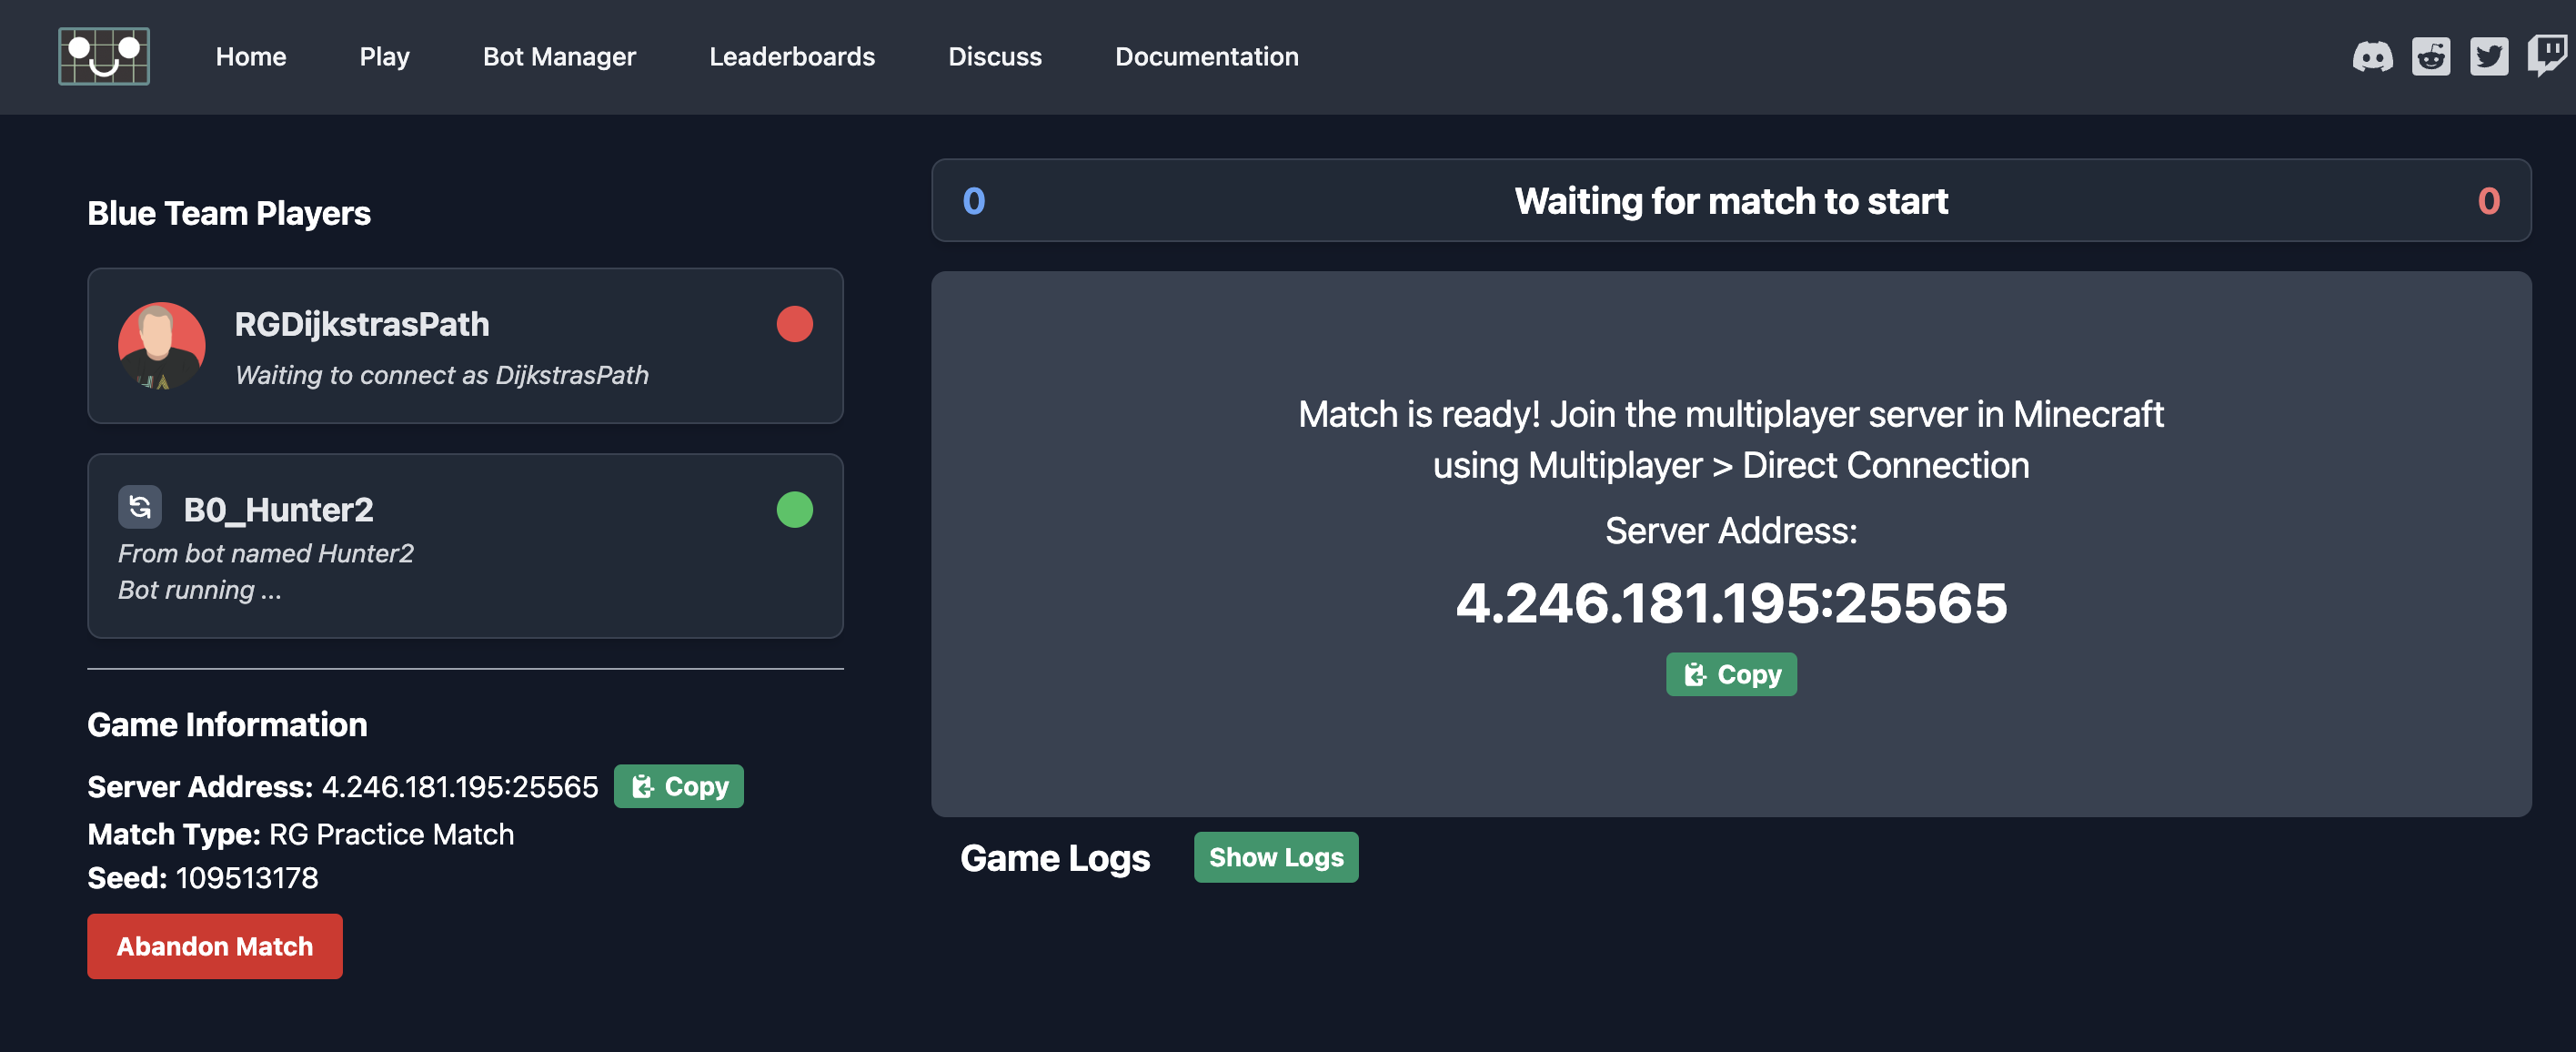 Home
Play
Bot Manager
Leaderboards
Discuss
Documentation
Blue Team Players
RGDijkstrasPath
Waiting to connect as DijkstrasPath
B0_Hunter2
From bot named Hunter2
Bot running ...
Game Information
Server Address: 4.246.181.195:25565 Copy
Match Type: RG Practice Match
Seed: 109513178
Abandon Match
0 Waiting for match to start 0
Match is ready! Join the multiplayer server in Minecraft
using Multiplayer > Direct Connection
Server Address:
4.246.181.195:25565
Copy
Game Logs Show Logs